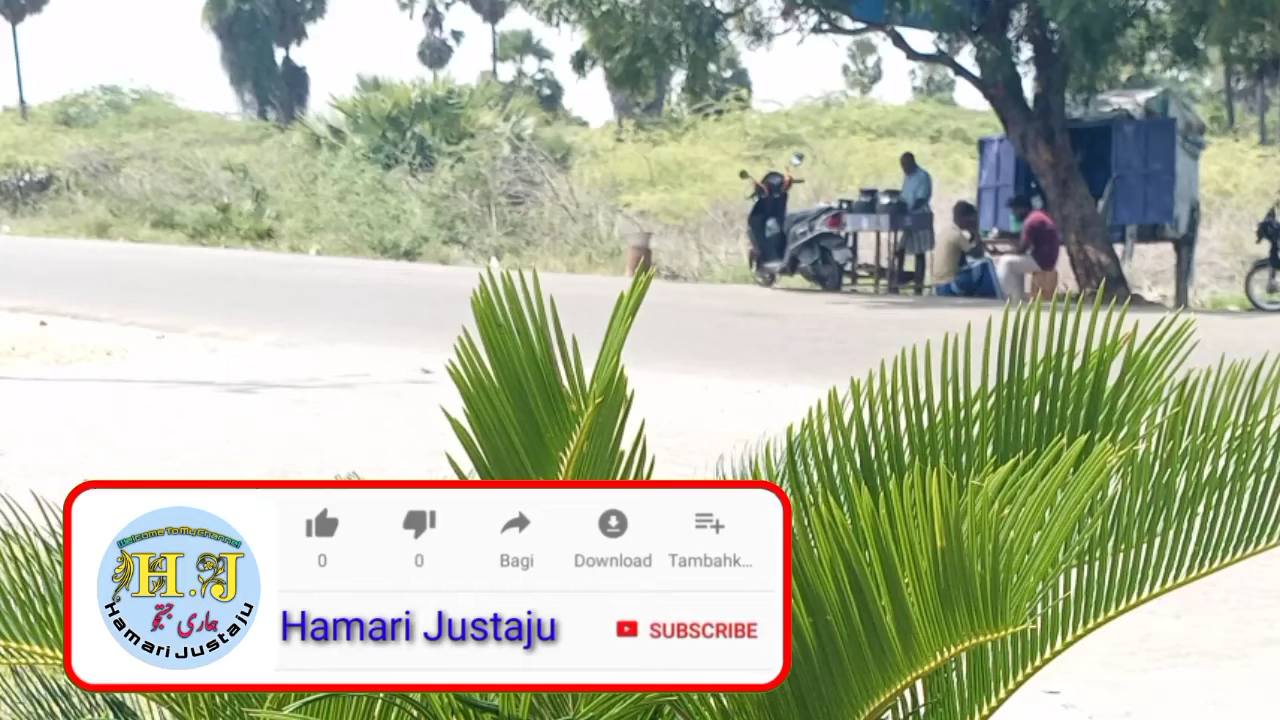 Welcome To My Channel
H.J
ہماری جستجو
Hamari Justaju
0
0
Bagi
Download
Tambahk...
Hamari Justaju
SUBSCRIBE